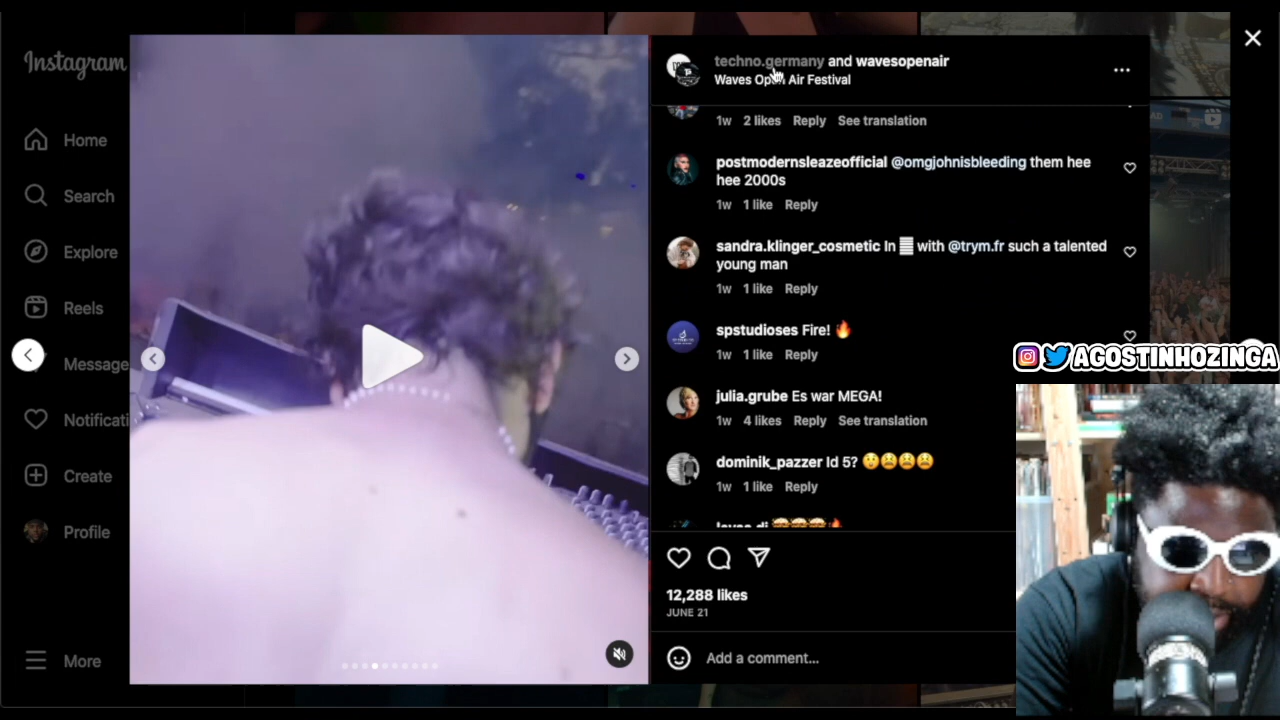 Instagram
Home
Search
Explore
Reels
Message
Notificati
Create
Profile
More
techno.germany and wavesopenair
Waves Open Air Festival
1w 2 likes Reply See translation
postmodernsleazeofficial @omgjohnisbleeding them hee
hee 2000s
1w 1 like Reply
sandra.klinger_cosmetic In with @trym.fr such a talented
young man
1w 1 like Reply
spstudioses Fire! 🔥
1w 1 like Reply
julia.grube Es war MEGA!
1w 4 likes Reply See translation
dominik_pazzer Id 5? 😲😫😫😫
1w 1 like Reply
12,288 likes
JUNE 21
Add a comment...
AGOSTINHOZINGA